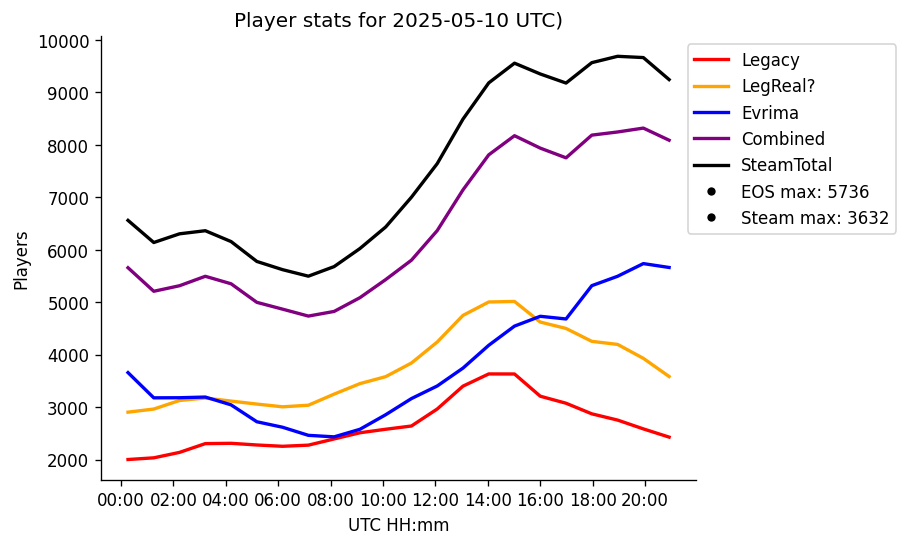 Player stats for 2025-05-10 UTC)
10000
9000
8000
7000
6000
5000
4000
3000
2000
Players
00:00 02:00 04:00 06:00 08:00 10:00 12:00 14:00 16:00 18:00 20:00
UTC HH:mm
Legacy
LegReal?
Evrima
Combined
SteamTotal
EOS max: 5736
Steam max: 3632